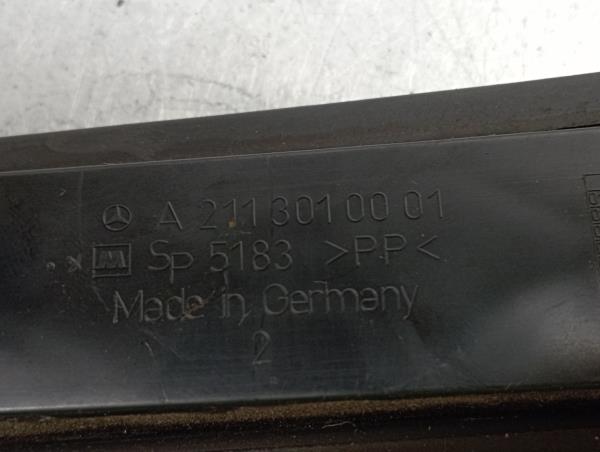 A 211 301 00 01
M Sp 5183 >PP<
Made in Germany
2